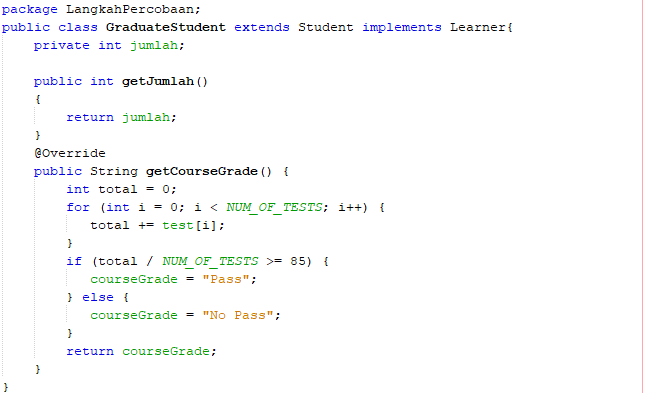 package LangkahPercobaan;
public class GraduateStudent extends Student implements Learner{
    private int jumlah;

    public int getJumlah()
    {
        return jumlah;
    }
    @Override
    public String getCourseGrade() {
        int total = 0;
        for (int i = 0; i < NUM_OF_TESTS; i++) {
           total += test[i];
        }
        if (total / NUM_OF_TESTS >= 85) {
           courseGrade = "Pass";
        } else {
           courseGrade = "No Pass";
        }
        return courseGrade;
    }
}